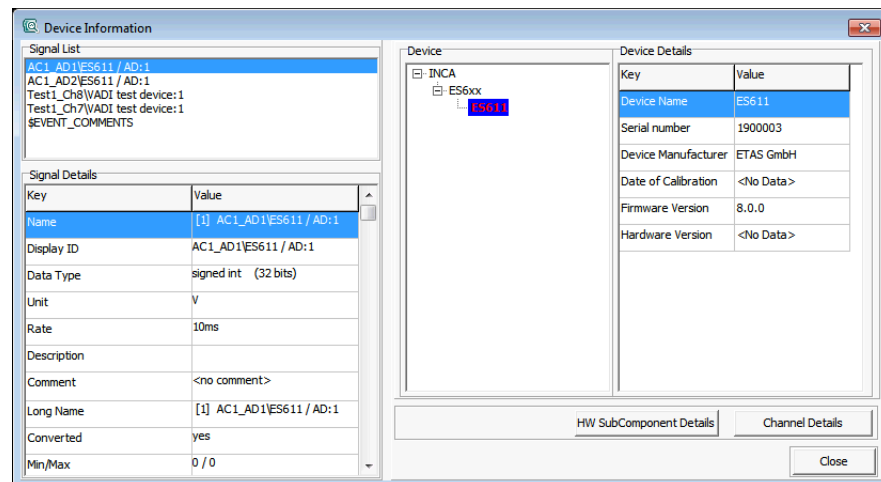 Device Information
Signal List
AC1_AD1\ES611 / AD:1
AC1_AD2\ES611 / AD:1
Test1_Ch8\VADI test device:1
Test1_Ch7\VADI test device:1
$EVENT_COMMENTS
Signal Details
Key Value
Name [1] AC1_AD1\ES611 / AD:1
Display ID AC1_AD1\ES611 / AD:1
Data Type signed int (32 bits)
Unit V
Rate 10ms
Description
Comment <no comment>
Long Name [1] AC1_AD1\ES611 / AD:1
Converted yes
Min/Max 0 / 0
Device
INCA
ES6xx
ES611
Device Details
Key Value
Device Name ES611
Serial number 1900003
Device Manufacturer ETAS GmbH
Date of Calibration <No Data>
Firmware Version 8.0.0
Hardware Version <No Data>
HW SubComponent Details Channel Details
Close